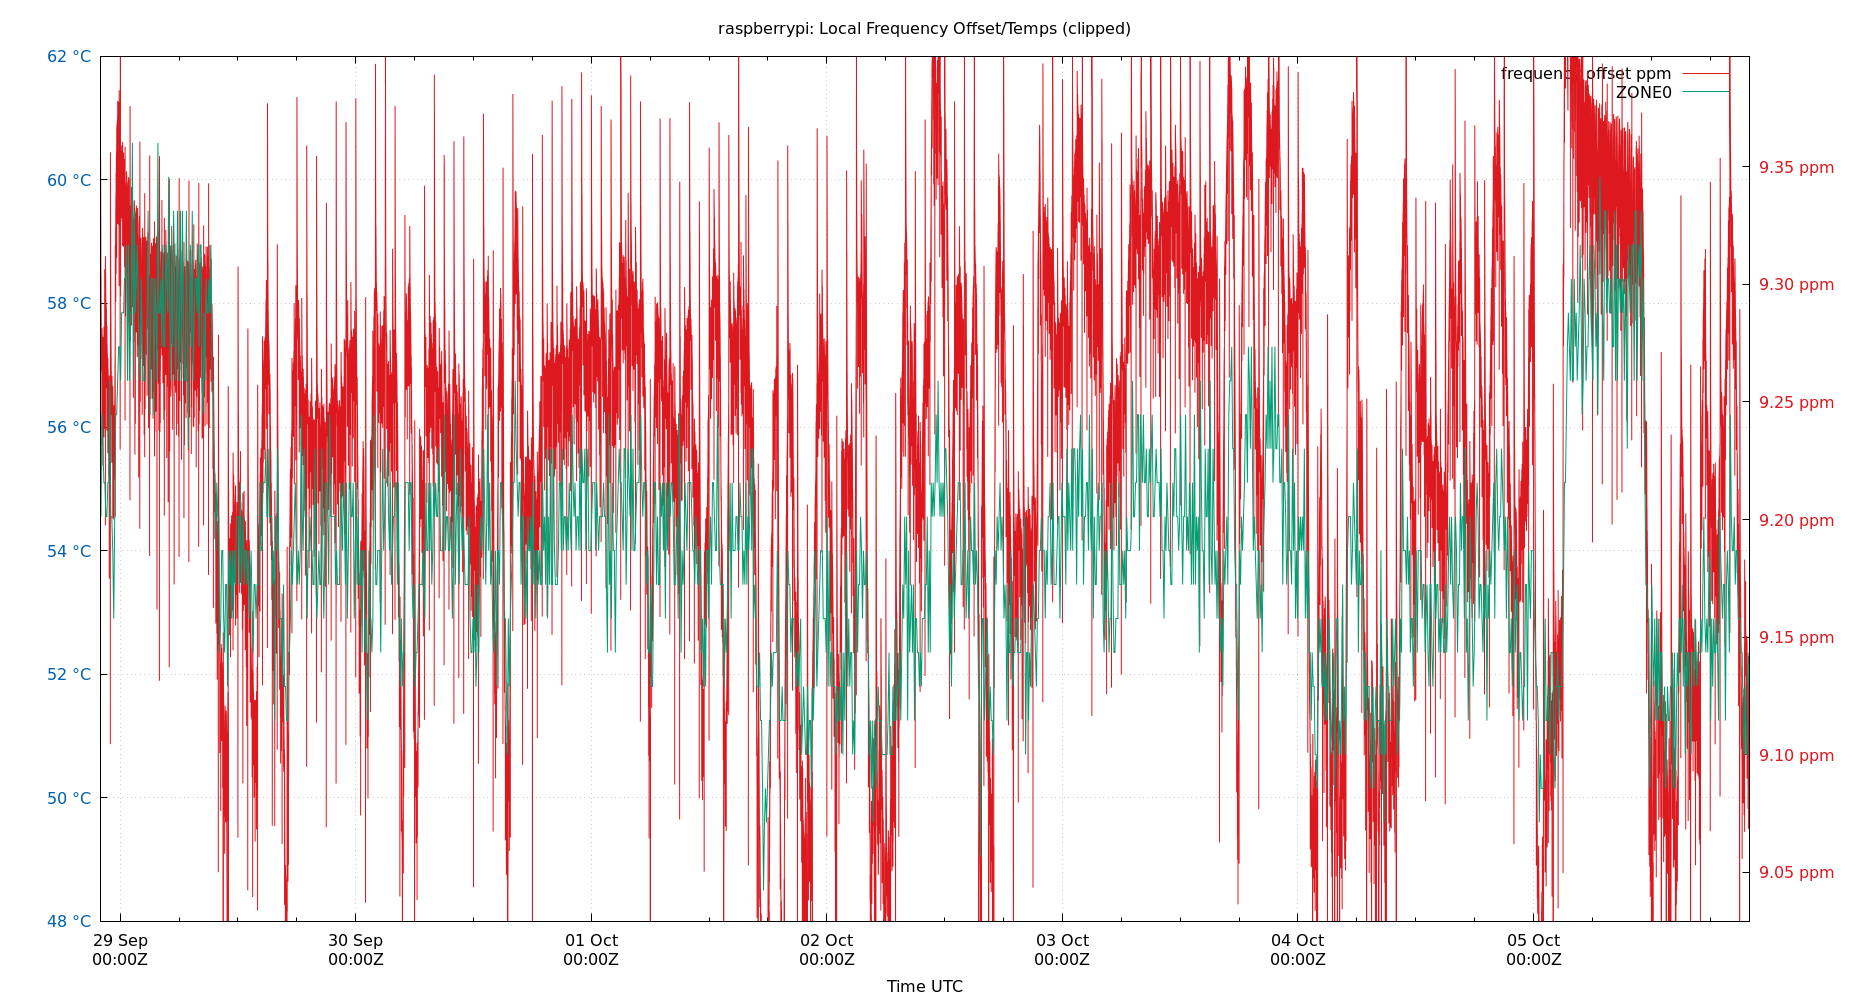 raspberrypi: Local Frequency Offset/Temps (clipped)
62 °C
60 °C
58 °C
56 °C
54 °C
52 °C
50 °C
48 °C
frequency offset ppm
ZONE0
9.35 ppm
9.30 ppm
9.25 ppm
9.20 ppm
9.15 ppm
9.10 ppm
9.05 ppm
29 Sep
00:00Z
30 Sep
00:00Z
01 Oct
00:00Z
02 Oct
00:00Z
03 Oct
00:00Z
04 Oct
00:00Z
05 Oct
00:00Z
Time UTC